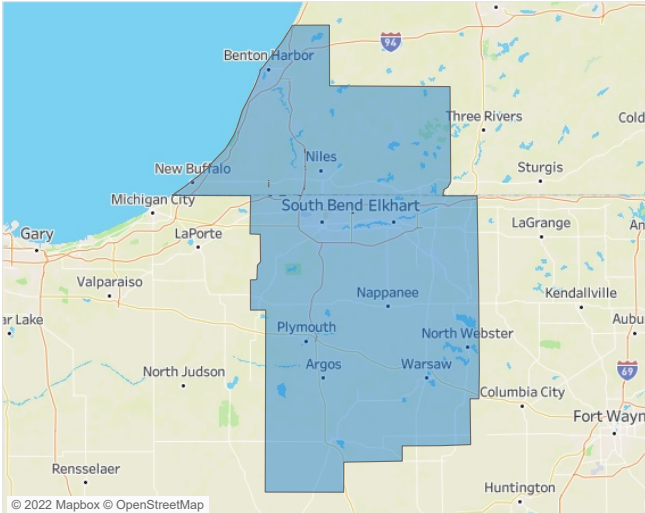 94
Benton Harbor
Three Rivers
Cold
Niles
Sturgis
New Buffalo
Michigan City
South Bend
Elkhart
Gary
LaPorte
LaGrange
An
Valparaiso
Nappanee
Kendallville
ar Lake
Plymouth
North Webster
Aubu
North Judson
Argos
Warsaw
69
Columbia City
Fort Wayn
Rensselaer
Huntington
© 2022 Mapbox © OpenStreetMap